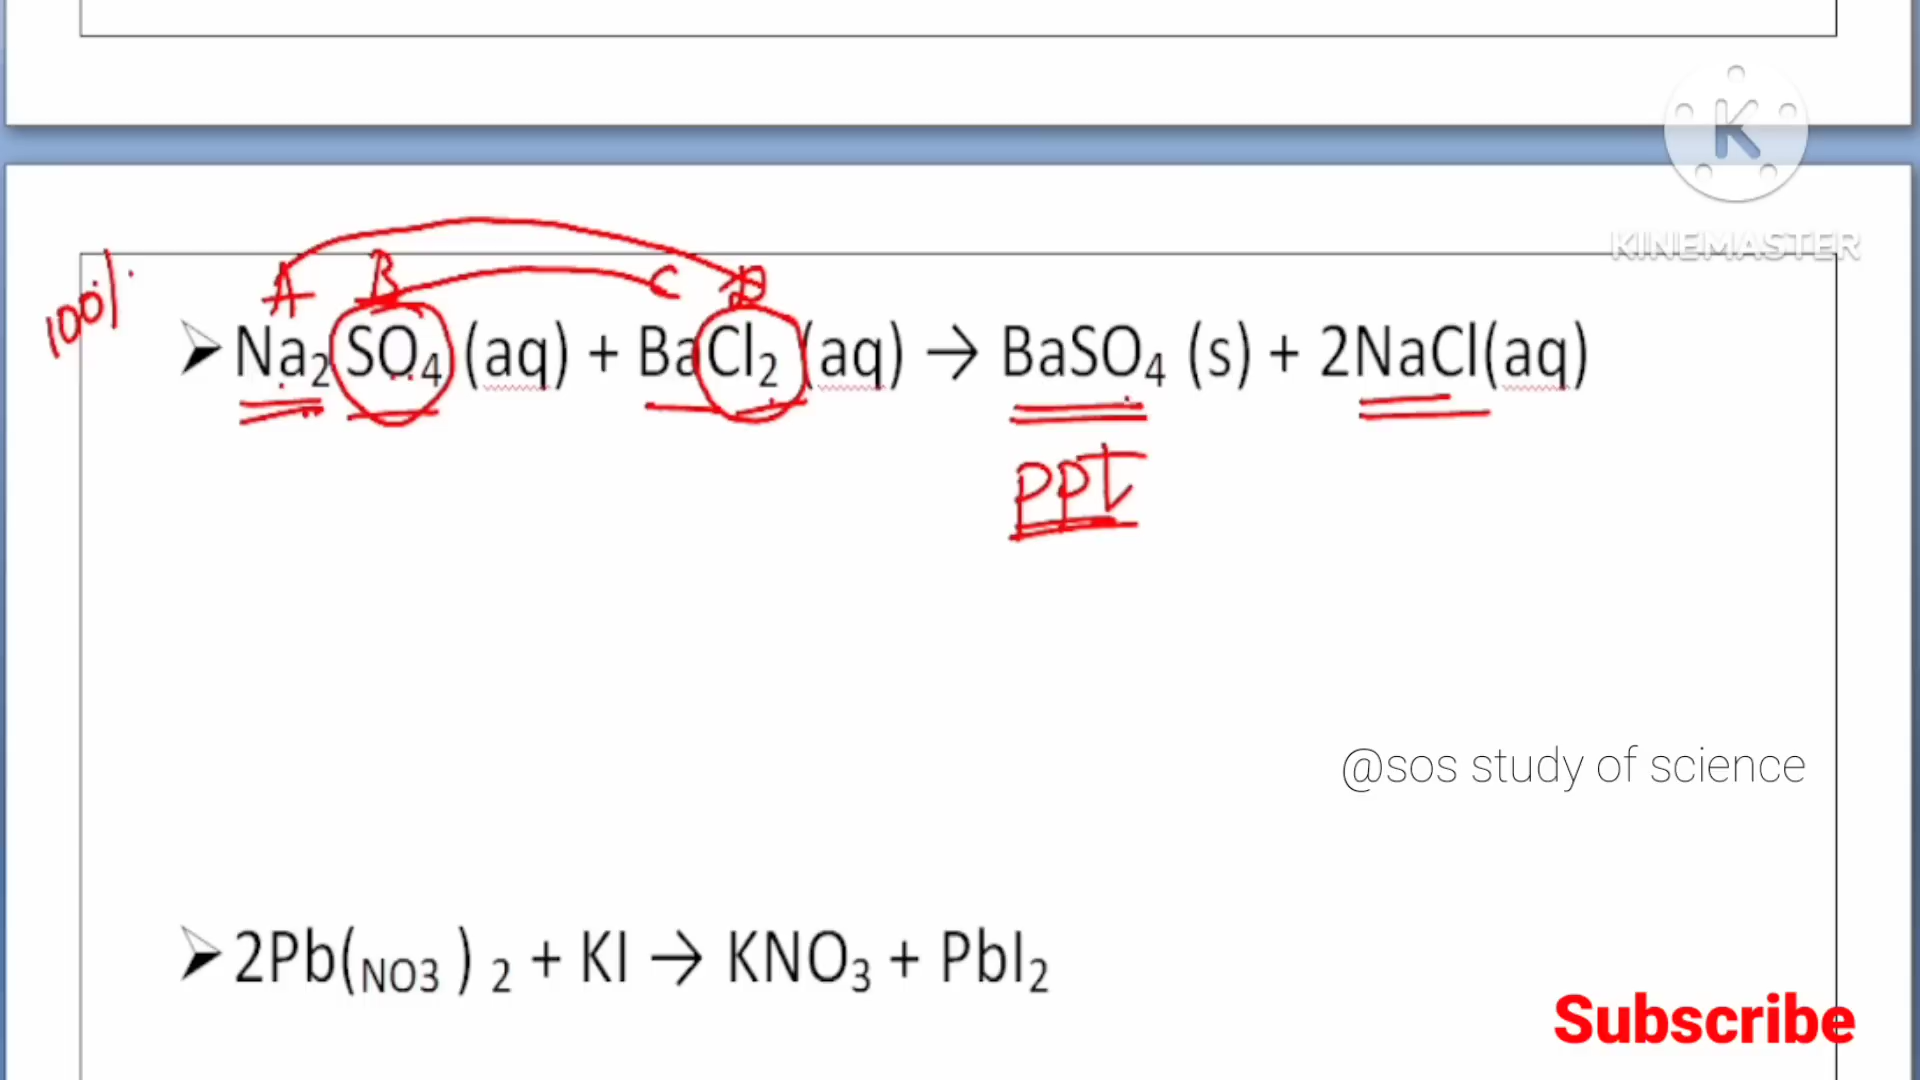 K
KINEMASTER
100%
A B C D
Na₂SO₄ (aq) + BaCl₂ (aq) → BaSO₄ (s) + 2NaCl(aq)
PPT
@sos study of science
2Pb(NO3 ) ₂ + KI → KNO₃ + PbI₂
Subscribe